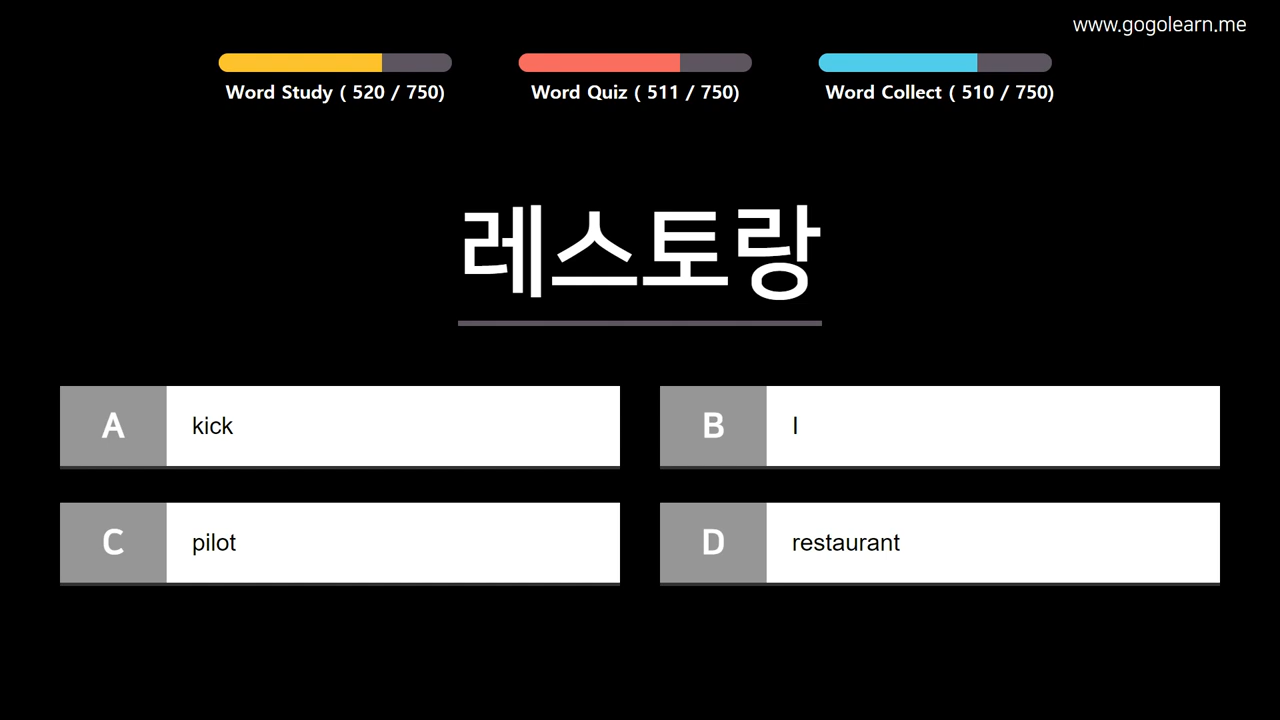 www.gogolearn.me
Word Study ( 520 / 750)
Word Quiz ( 511 / 750)
Word Collect ( 510 / 750)
레스토랑
A kick
B I
C pilot
D restaurant